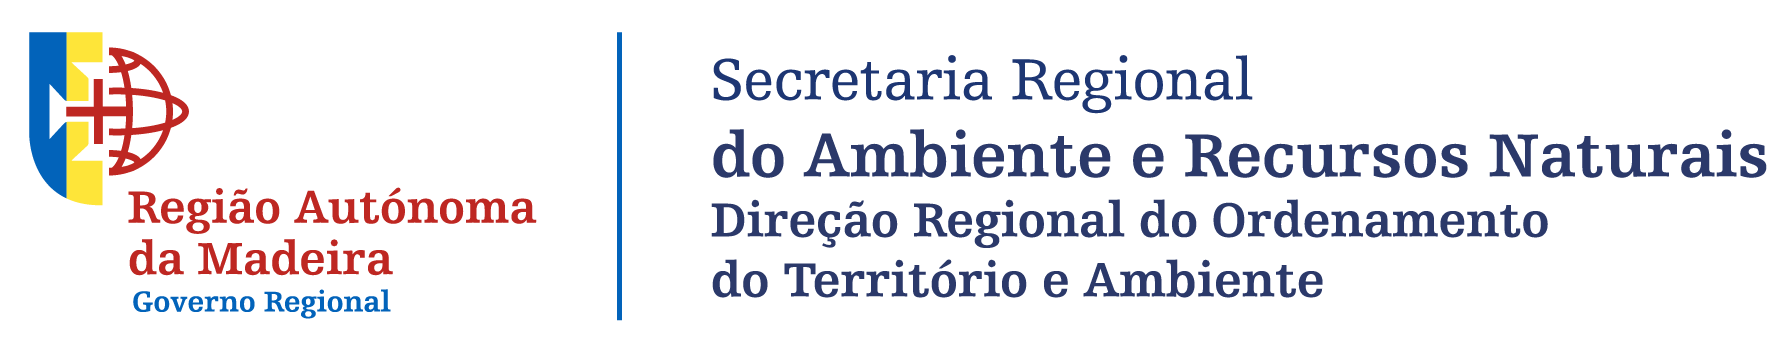 Região Autónoma
da Madeira
Governo Regional
Secretaria Regional
do Ambiente e Recursos Naturais
Direção Regional do Ordenamento
do Território e Ambiente